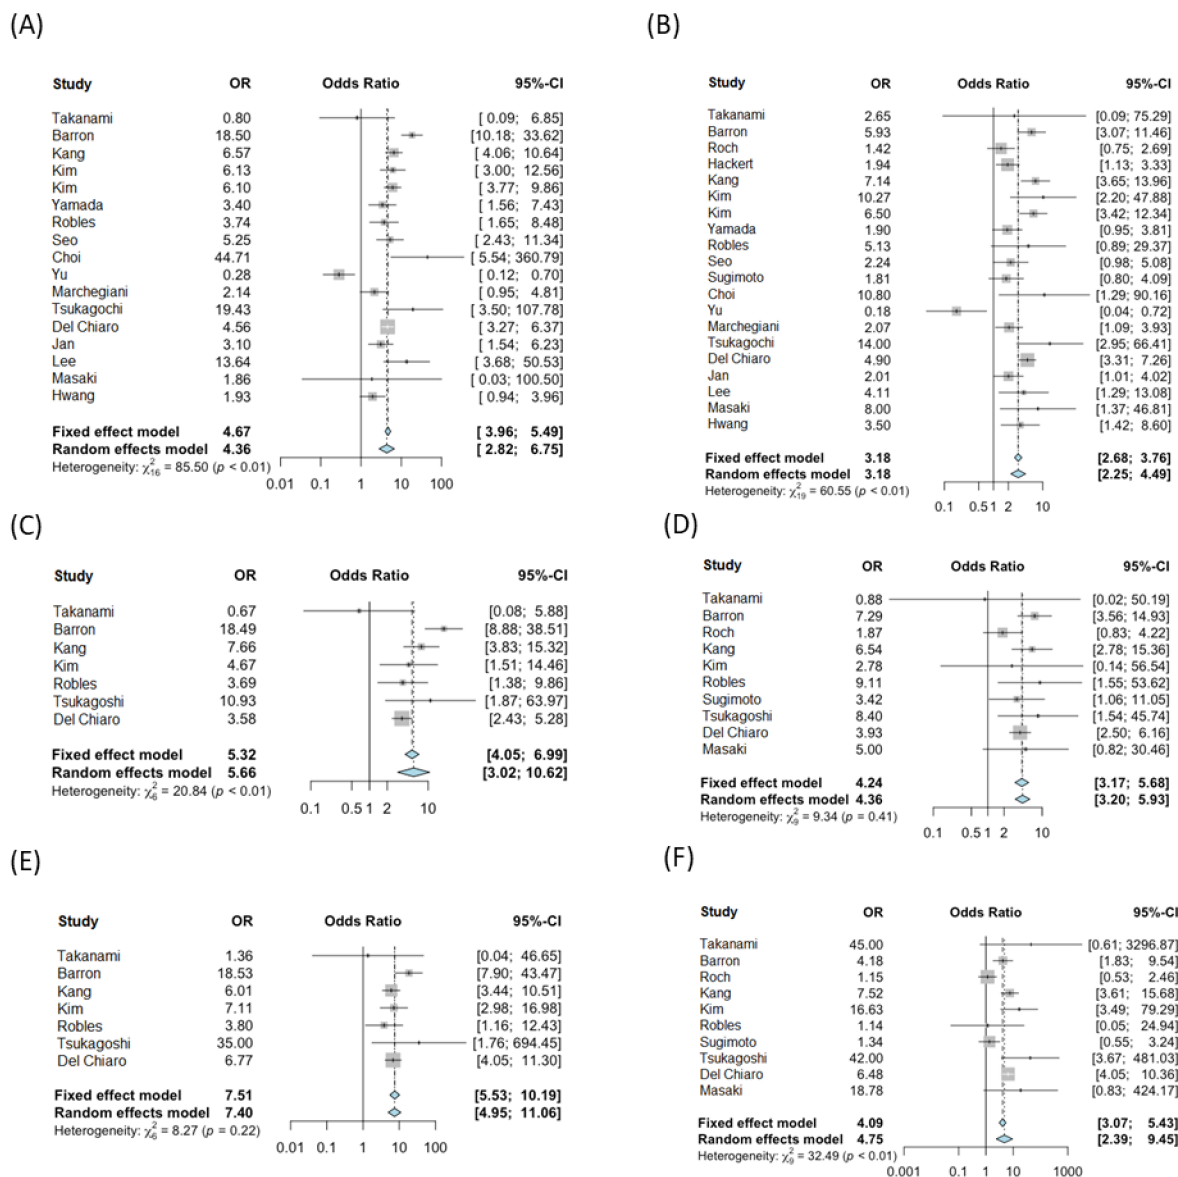 (A)
Study OR Odds Ratio 95%-CI
Takanami 0.80 [ 0.09; 6.85]
Barron 18.50 [10.18; 33.62]
Kang 6.57 [ 4.06; 10.64]
Kim 6.13 [ 3.00; 12.56]
Kim 6.10 [ 3.77; 9.86]
Yamada 3.40 [ 1.56; 7.43]
Robles 3.74 [ 1.65; 8.48]
Seo 5.25 [ 2.43; 11.34]
Choi 44.71 [ 5.54; 360.79]
Yu 0.28 [ 0.12; 0.70]
Marchegiani 2.14 [ 0.95; 4.81]
Tsukagochi 19.43 [ 3.50; 107.78]
Del Chiaro 4.56 [ 3.27; 6.37]
Jan 3.10 [ 1.54; 6.23]
Lee 13.64 [ 3.68; 50.53]
Masaki 1.86 [ 0.03; 100.50]
Hwang 1.93 [ 0.94; 3.96]
Fixed effect model 4.67 [ 3.96; 5.49]
Random effects model 4.36 [ 2.82; 6.75]
Heterogeneity: χ²₁₆ = 85.50 (p < 0.01)
0.01 0.1 1 10 100
(B)
Study OR Odds Ratio 95%-CI
Takanami 2.65 [0.09; 75.29]
Barron 5.93 [3.07; 11.46]
Roch 1.42 [0.75; 2.69]
Hackert 1.94 [1.13; 3.33]
Kang 7.14 [3.65; 13.96]
Kim 10.27 [2.20; 47.88]
Kim 6.50 [3.42; 12.34]
Yamada 1.90 [0.95; 3.81]
Robles 5.13 [0.89; 29.37]
Seo 2.24 [0.98; 5.08]
Sugimoto 1.81 [0.80; 4.09]
Choi 10.80 [1.29; 90.16]
Yu 0.18 [0.04; 0.72]
Marchegiani 2.07 [1.09; 3.93]
Tsukagochi 14.00 [2.95; 66.41]
Del Chiaro 4.90 [3.31; 7.26]
Jan 2.01 [1.01; 4.02]
Lee 4.11 [1.29; 13.08]
Masaki 8.00 [1.37; 46.81]
Hwang 3.50 [1.42; 8.60]
Fixed effect model 3.18 [2.68; 3.76]
Random effects model 3.18 [2.25; 4.49]
Heterogeneity: χ²₁₉ = 60.55 (p < 0.01)
0.1 0.5 1 2 10
(C)
Study OR Odds Ratio 95%-CI
Takanami 0.67 [0.08; 5.88]
Barron 18.49 [8.88; 38.51]
Kang 7.66 [3.83; 15.32]
Kim 4.67 [1.51; 14.46]
Robles 3.69 [1.38; 9.86]
Tsukagoshi 10.93 [1.87; 63.97]
Del Chiaro 3.58 [2.43; 5.28]
Fixed effect model 5.32 [4.05; 6.99]
Random effects model 5.66 [3.02; 10.62]
Heterogeneity: χ²₆ = 20.84 (p < 0.01)
0.1 0.5 1 2 10
(D)
Study OR Odds Ratio 95%-CI
Takanami 0.88 [0.02; 50.19]
Barron 7.29 [3.56; 14.93]
Roch 1.87 [0.83; 4.22]
Kang 6.54 [2.78; 15.36]
Kim 2.78 [0.14; 56.54]
Robles 9.11 [1.55; 53.62]
Sugimoto 3.42 [1.06; 11.05]
Tsukagoshi 8.40 [1.54; 45.74]
Del Chiaro 3.93 [2.50; 6.16]
Masaki 5.00 [0.82; 30.46]
Fixed effect model 4.24 [3.17; 5.68]
Random effects model 4.36 [3.20; 5.93]
Heterogeneity: χ²₉ = 9.34 (p = 0.41)
0.1 0.5 1 2 10
(E)
Study OR Odds Ratio 95%-CI
Takanami 1.36 [0.04; 46.65]
Barron 18.53 [7.90; 43.47]
Kang 6.01 [3.44; 10.51]
Kim 7.11 [2.98; 16.98]
Robles 3.80 [1.16; 12.43]
Tsukagoshi 35.00 [1.76; 694.45]
Del Chiaro 6.77 [4.05; 11.30]
Fixed effect model 7.51 [5.53; 10.19]
Random effects model 7.40 [4.95; 11.06]
Heterogeneity: χ²₆ = 8.27 (p = 0.22)
0.01 0.1 1 10 100
(F)
Study OR Odds Ratio 95%-CI
Takanami 45.00 [0.61; 3296.87]
Barron 4.18 [1.83; 9.54]
Roch 1.15 [0.53; 2.46]
Kang 7.52 [3.61; 15.68]
Kim 16.63 [3.49; 79.29]
Robles 1.14 [0.05; 24.94]
Sugimoto 1.34 [0.55; 3.24]
Tsukagoshi 42.00 [3.67; 481.03]
Del Chiaro 6.48 [4.05; 10.36]
Masaki 18.78 [0.83; 424.17]
Fixed effect model 4.09 [3.07; 5.43]
Random effects model 4.75 [2.39; 9.45]
Heterogeneity: χ²₉ = 32.49 (p < 0.01)
0.001 0.1 1 10 1000